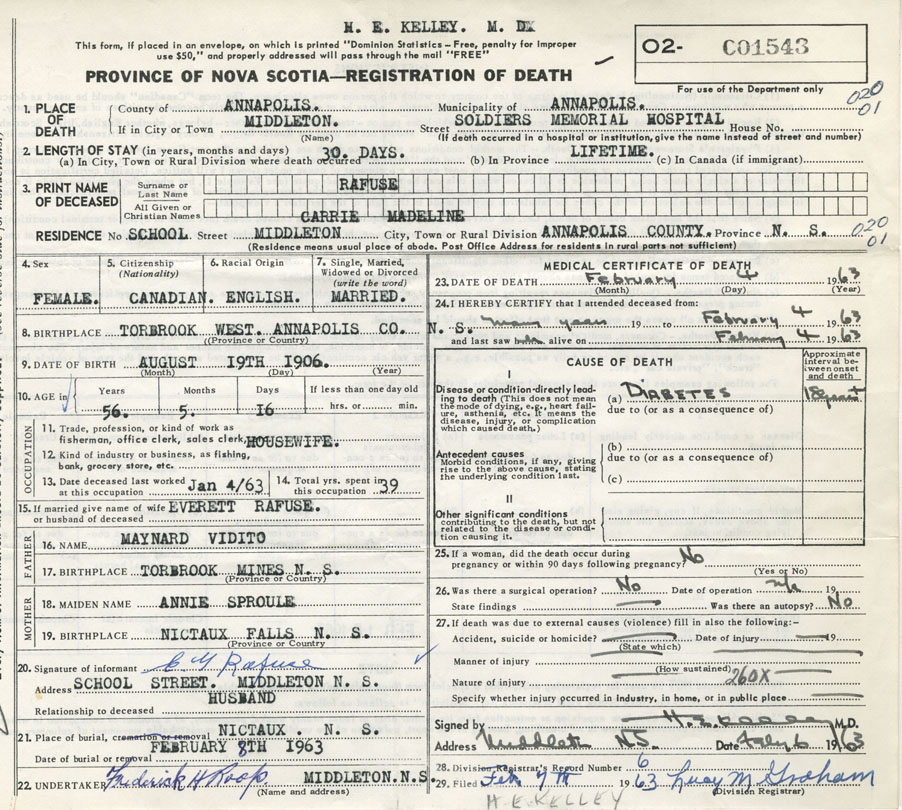 H. E. KELLEY. M. DX
This form, if placed in an envelope, on which is printed "Dominion Statistics - Free, penalty for improper
use $50," and properly addressed will pass through the mail "FREE"
PROVINCE OF NOVA SCOTIA—REGISTRATION OF DEATH
O2- CO1543
For use of the Department only
020
01
1. PLACE OF DEATH
County of ANNAPOLIS. Municipality of ANNAPOLIS.
If in City or Town MIDDLETON. Street SOLDIERS MEMORIAL HOSPITAL House No.
(Name) (If death occurred in a hospital or institution, give the name instead of street and number)
2. LENGTH OF STAY (in years, months and days)
(a) In City, Town or Rural Division where death occurred 30. DAYS. (b) In Province LIFETIME. (c) In Canada (if immigrant)
3. PRINT NAME OF DECEASED
Surname or Last Name RAFUSE
All Given or Christian Names CARRIE MADELINE
RESIDENCE No. SCHOOL Street MIDDLETON City, Town or Rural Division ANNAPOLIS COUNTY. Province N. S.
(Residence means usual place of abode. Post Office Address for residents in rural parts not sufficient)
020
01
4. Sex FEMALE.
5. Citizenship (Nationality) CANADIAN.
6. Racial Origin ENGLISH.
7. Single, Married, Widowed or Divorced (write the word) MARRIED.
8. BIRTHPLACE TORBROOK WEST. ANNAPOLIS CO. N. S.
(Province or Country)
9. DATE OF BIRTH AUGUST 19TH 1906.
(Month) (Day) (Year)
10. AGE in Years 56. Months 5. Days 16 If less than one day old hrs. or min.
OCCUPATION
11. Trade, profession, or kind of work as
fisherman, office clerk, sales clerk, HOUSEWIFE.
12. Kind of industry or business, as fishing,
bank, grocery store, etc.
13. Date deceased last worked at this occupation Jan 4/63
14. Total yrs. spent in this occupation 39
15. If married give name of wife or husband of deceased EVERETT RAFUSE.
FATHER
16. NAME MAYNARD VIDITO
17. BIRTHPLACE TORBROOK MINES N. S.
(Province or Country)
MOTHER
18. MAIDEN NAME ANNIE SPROULE
19. BIRTHPLACE NICTAUX FALLS N. S.
(Province or Country)
20. Signature of informant Rafuse
Address SCHOOL STREET. MIDDLETON N. S.
Relationship to deceased HUSBAND
21. Place of burial, cremation or removal NICTAUX. N. S.
Date of burial or removal FEBRUARY 8TH 1963
22. UNDERTAKER Frederick H Roop MIDDLETON.N.S.
(Name and address)
MEDICAL CERTIFICATE OF DEATH
23. DATE OF DEATH February 4 1963
(Month) (Day) (Year)
24. I HEREBY CERTIFY that I attended deceased from:
many years 19 to February 4 1963
and last saw alive on February 4 1963
CAUSE OF DEATH
Approximate interval between onset and death
I
Disease or condition directly leading to death (This does not mean
the mode of dying, e.g., heart failure, asthenia, etc. It means the
disease, injury, or complication which caused death.)
(a) Diabetes 18 years
due to (or as a consequence of)
Antecedent causes
Morbid conditions, if any, giving
rise to the above cause, stating
the underlying condition last.
(b)
due to (or as a consequence of)
(c)
II
Other significant conditions
contributing to the death, but not
related to the disease or condition causing it.
25. If a woman, did the death occur during
pregnancy or within 90 days following pregnancy? No
(Yes or No)
26. Was there a surgical operation? No Date of operation n/a 19
State findings Was there an autopsy? No
27. If death was due to external causes (violence) fill in also the following:-
Accident, suicide or homicide? Date of injury 19
(State which)
Manner of injury
(How sustained)
Nature of injury 260X
Specify whether injury occurred in industry, in home, or in public place
Signed by M.D.
Address Middleton N.S. Date Feby 6 1963
28. Division Registrar's Record Number 6
29. Filed Feb 7th 1963 Lucy M. Graham
(Division Registrar)
H.E. KELLEY